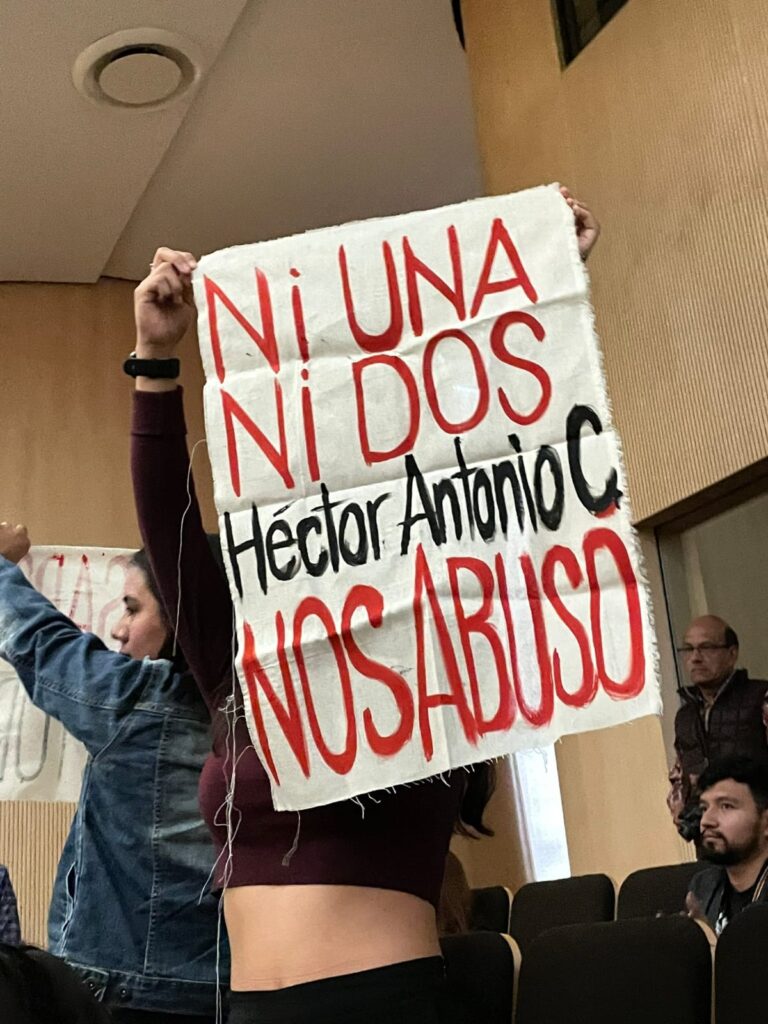 Ni UNA
Ni DOS
Héctor Antonio C
NOS ABUSO